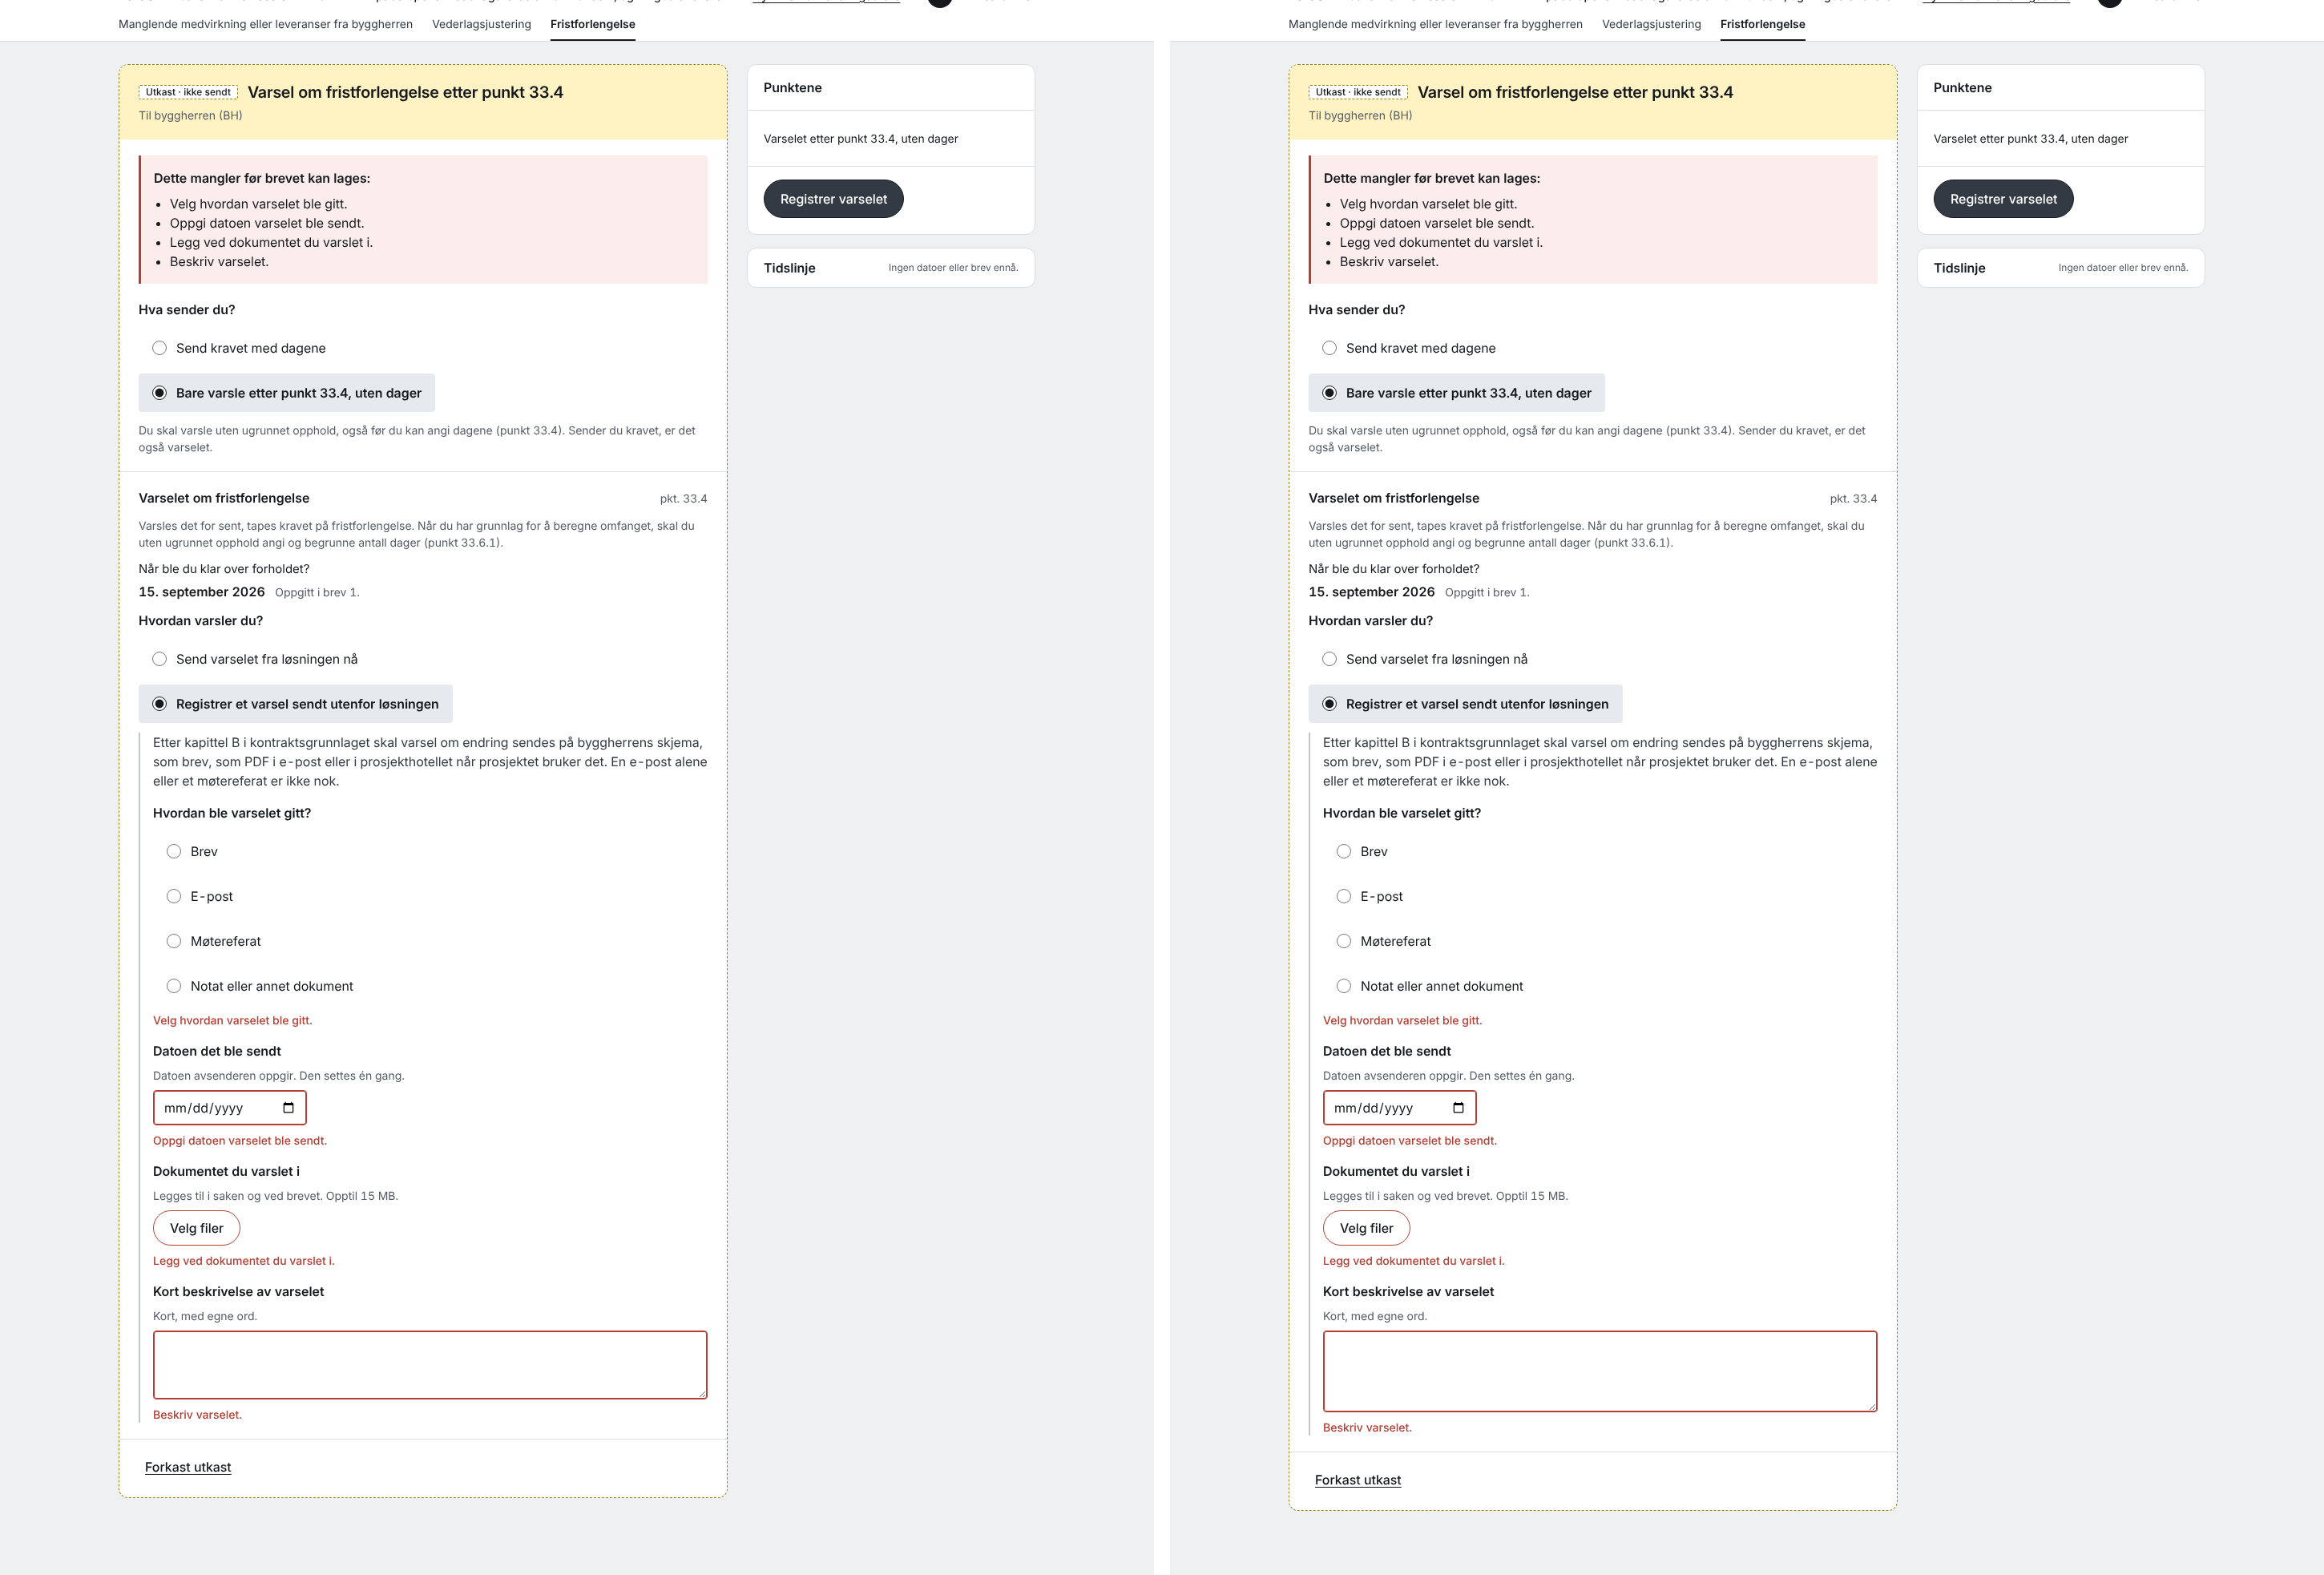 Manglende medvirkning eller leveranser fra byggherren Vederlagsjustering Fristforlengelse
Utkast · ikke sendt Varsel om fristforlengelse etter punkt 33.4
Til byggherren (BH)
Dette mangler før brevet kan lages:
• Velg hvordan varselet ble gitt.
• Oppgi datoen varselet ble sendt.
• Legg ved dokumentet du varslet i.
• Beskriv varselet.
Hva sender du?
Send kravet med dagene
Bare varsle etter punkt 33.4, uten dager
Du skal varsle uten ugrunnet opphold, også før du kan angi dagene (punkt 33.4). Sender du kravet, er det
også varselet.
Varselet om fristforlengelse pkt. 33.4
Varsles det for sent, tapes kravet på fristforlengelse. Når du har grunnlag for å beregne omfanget, skal du
uten ugrunnet opphold angi og begrunne antall dager (punkt 33.6.1).
Når ble du klar over forholdet?
15. september 2026 Oppgitt i brev 1.
Hvordan varsler du?
Send varselet fra løsningen nå
Registrer et varsel sendt utenfor løsningen
Etter kapittel B i kontraktsgrunnlaget skal varsel om endring sendes på byggherrens skjema,
som brev, som PDF i e-post eller i prosjekthotellet når prosjektet bruker det. En e-post alene
eller et møtereferat er ikke nok.
Hvordan ble varselet gitt?
Brev
E-post
Møtereferat
Notat eller annet dokument
Velg hvordan varselet ble gitt.
Datoen det ble sendt
Datoen avsenderen oppgir. Den settes én gang.
mm/dd/yyyy
Oppgi datoen varselet ble sendt.
Dokumentet du varslet i
Legges til i saken og ved brevet. Opptil 15 MB.
Velg filer
Legg ved dokumentet du varslet i.
Kort beskrivelse av varselet
Kort, med egne ord.
Beskriv varselet.
Forkast utkast
Punktene
Varselet etter punkt 33.4, uten dager
Registrer varselet
Tidslinje Ingen datoer eller brev ennå.
Manglende medvirkning eller leveranser fra byggherren Vederlagsjustering Fristforlengelse
Utkast · ikke sendt Varsel om fristforlengelse etter punkt 33.4
Til byggherren (BH)
Dette mangler før brevet kan lages:
• Velg hvordan varselet ble gitt.
• Oppgi datoen varselet ble sendt.
• Legg ved dokumentet du varslet i.
• Beskriv varselet.
Hva sender du?
Send kravet med dagene
Bare varsle etter punkt 33.4, uten dager
Du skal varsle uten ugrunnet opphold, også før du kan angi dagene (punkt 33.4). Sender du kravet, er det
også varselet.
Varselet om fristforlengelse pkt. 33.4
Varsles det for sent, tapes kravet på fristforlengelse. Når du har grunnlag for å beregne omfanget, skal du
uten ugrunnet opphold angi og begrunne antall dager (punkt 33.6.1).
Når ble du klar over forholdet?
15. september 2026 Oppgitt i brev 1.
Hvordan varsler du?
Send varselet fra løsningen nå
Registrer et varsel sendt utenfor løsningen
Etter kapittel B i kontraktsgrunnlaget skal varsel om endring sendes på byggherrens skjema,
som brev, som PDF i e-post eller i prosjekthotellet når prosjektet bruker det. En e-post alene
eller et møtereferat er ikke nok.
Hvordan ble varselet gitt?
Brev
E-post
Møtereferat
Notat eller annet dokument
Velg hvordan varselet ble gitt.
Datoen det ble sendt
Datoen avsenderen oppgir. Den settes én gang.
mm/dd/yyyy
Oppgi datoen varselet ble sendt.
Dokumentet du varslet i
Legges til i saken og ved brevet. Opptil 15 MB.
Velg filer
Legg ved dokumentet du varslet i.
Kort beskrivelse av varselet
Kort, med egne ord.
Beskriv varselet.
Forkast utkast
Punktene
Varselet etter punkt 33.4, uten dager
Registrer varselet
Tidslinje Ingen datoer eller brev ennå.